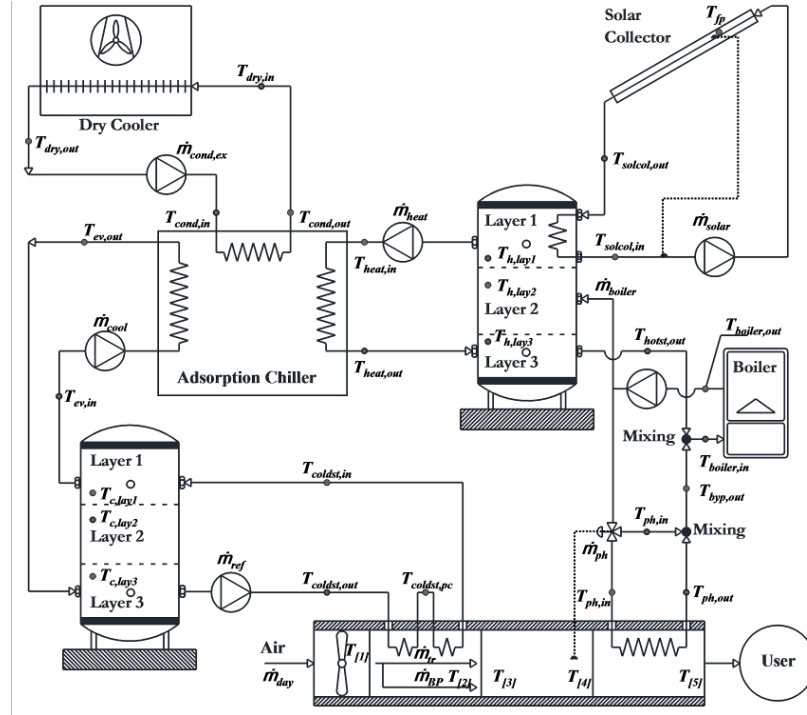 Solar
Collector
T_fp
T_dry,in
Dry Cooler
T_dry,out
ṁ_cond,ex
T_solcol,out
T_cond,in
T_cond,out
ṁ_heat
Layer 1
ṁ_solar
T_ev,out
T_solcol,in
T_heat,in
T_h,lay1
T_h,lay2
ṁ_boiler
Layer 2
ṁ_cool
T_h,lay3
T_hotst,out
T_boiler,out
Layer 3
T_heat,out
Boiler
Adsorption Chiller
T_ev,in
Mixing
Layer 1
T_coldst,in
T_boiler,in
T_c,lay1
T_byp,out
T_c,lay2
Layer 2
T_ph,in
Mixing
ṁ_ref
ṁ_ph
T_c,lay3
T_coldst,out
T_coldst,pc
Layer 3
T_ph,in
T_ph,out
Air
T_[1]
ṁ_tr
User
ṁ_day
ṁ_BP
T_[2]
T_[3]
T_[4]
T_[5]